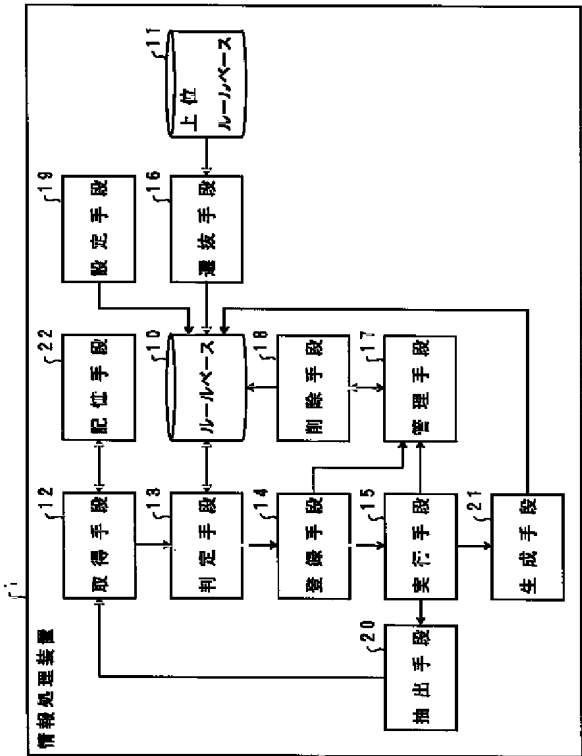 情報処理装置
12
取得手段
22
記憶手段
19
設定手段
13
判定手段
10
ルールベース
16
選抜手段
11
上位
ルールベース
14
登録手段
18
削除手段
20
抽出手段
15
実行手段
17
管理手段
21
生成手段